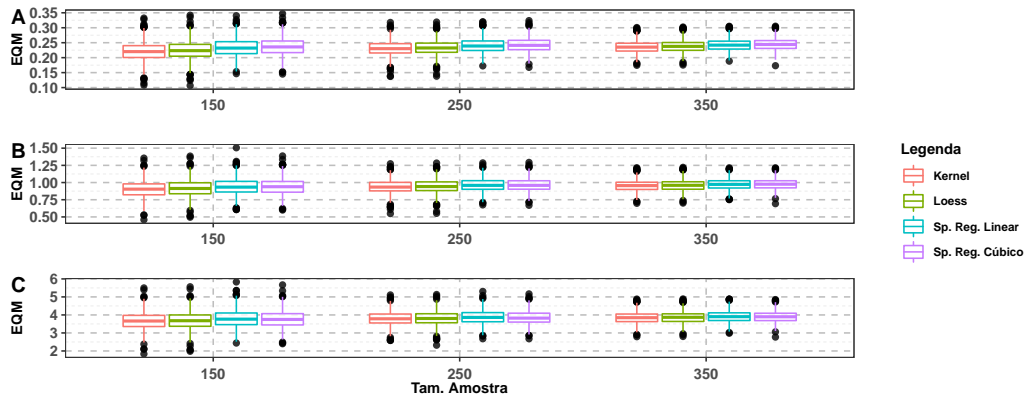 A
EQM
0.35
0.30
0.25
0.20
0.15
0.10
150
250
350
B
EQM
1.50
1.00
0.75
0.50
150
250
350
C
EQM
6
5
4
3
2
150
250
350
Tam. Amostra
Legenda
Kernel
Loess
Sp. Reg. Linear
Sp. Reg. Cúbico